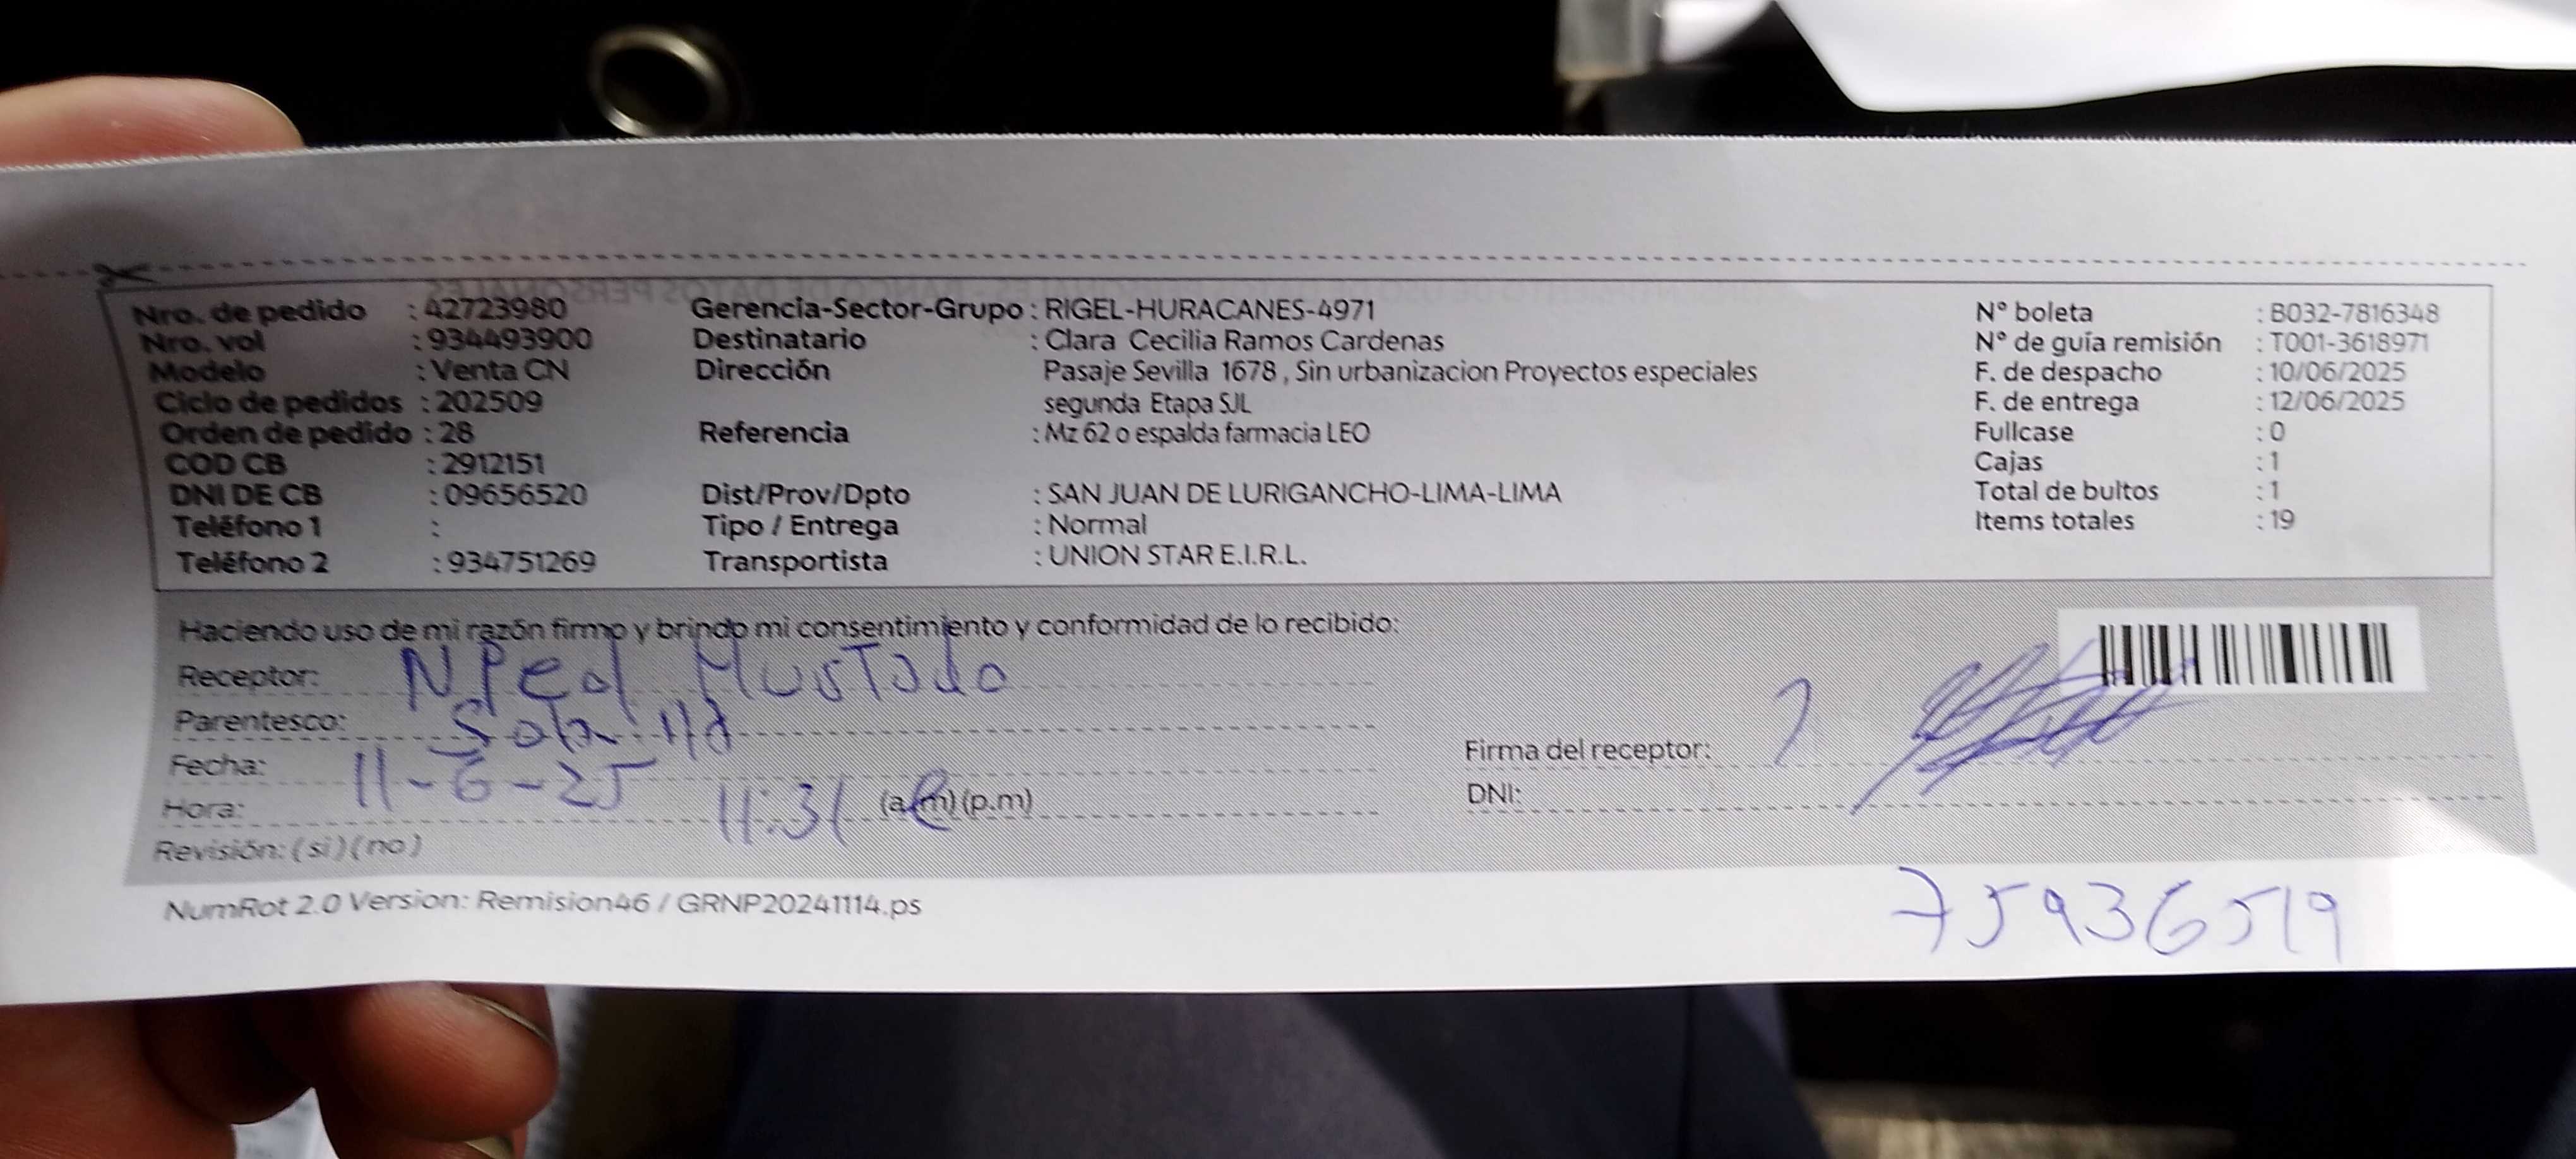 Nro. de pedido : 42723980 Gerencia-Sector-Grupo : RIGEL-HURACANES-4971 N° boleta : B032-7816348
Nro. vol : 934493900 Destinatario : Clara Cecilia Ramos Cardenas N° de guía remisión : T001-3618971
Modelo : Venta CN Dirección Pasaje Sevilla 1678 , Sin urbanizacion Proyectos especiales F. de despacho : 10/06/2025
Ciclo de pedidos : 202509 segunda Etapa SJL F. de entrega : 12/06/2025
Orden de pedido : 28 Referencia : Mz 62 o espalda farmacia LEO Fullcase : 0
COD CB : 2912151 Cajas : 1
DNI DE CB : 09656520 Dist/Prov/Dpto : SAN JUAN DE LURIGANCHO-LIMA-LIMA Total de bultos : 1
Teléfono 1 : Tipo / Entrega : Normal Items totales : 19
Teléfono 2 : 934751269 Transportista : UNION STAR E.I.R.L.
Haciendo uso de mi razón firmo y brindo mi consentimiento y conformidad de lo recibido:
Receptor:
Parentesco:
Fecha: 11-6-25 Firma del receptor:
Hora: 11:31 (a.m)(p.m) DNI:
Revisión: (si)(no)
75936519
NumRot 2.0 Version: Remision46 / GRNP20241114.ps